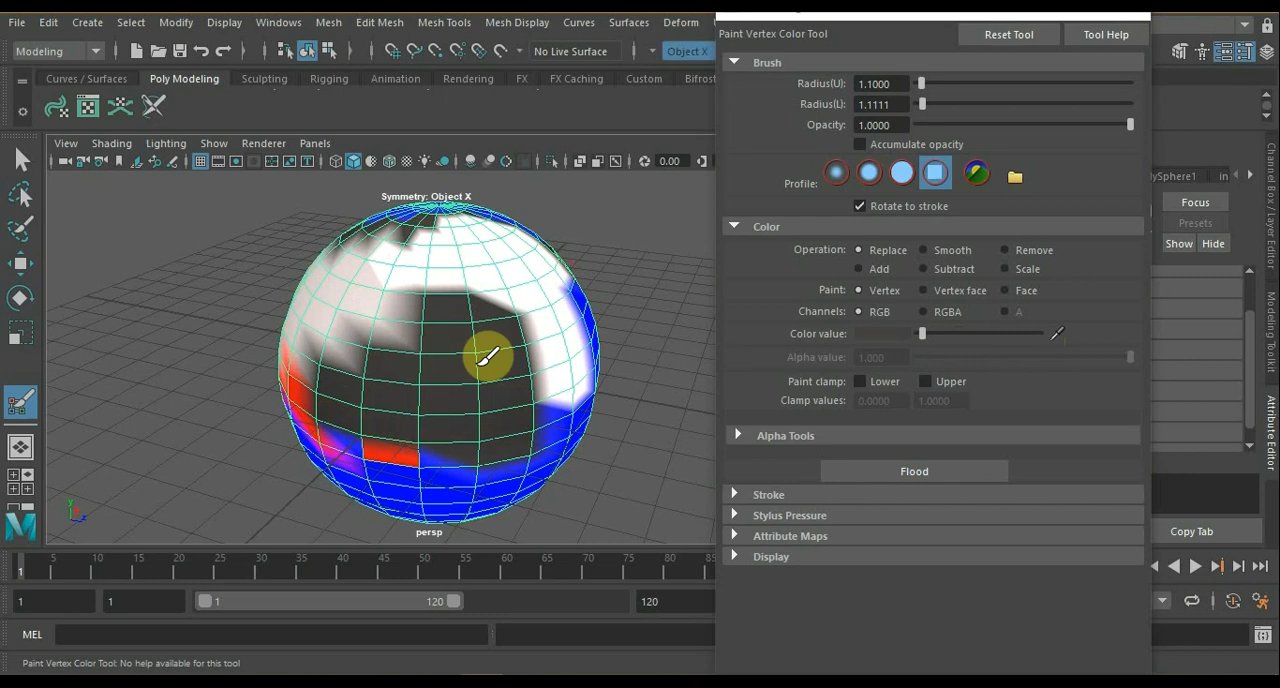 File Edit Create Select Modify Display Windows Mesh Edit Mesh Mesh Tools Mesh Display Curves Surfaces Deform
Modeling No Live Surface Object X
Curves / Surfaces Poly Modeling Sculpting Rigging Animation Rendering FX FX Caching Custom Bifros
View Shading Lighting Show Renderer Panels
0.00
Symmetry: Object X
persp
Paint Vertex Color Tool Reset Tool Tool Help
Brush
Radius(U): 1.1000
Radius(L): 1.1111
Opacity: 1.0000
Accumulate opacity
Profile:
Rotate to stroke
Color
Operation: Replace Smooth Remove
Add Subtract Scale
Paint: Vertex Vertex face Face
Channels: RGB RGBA A
Color value:
Alpha value: 1.000
Paint clamp: Lower Upper
Clamp values: 0.0000 1.0000
Alpha Tools
Flood
Stroke
Stylus Pressure
Attribute Maps
Display
ySphere1 in
Focus
Presets
Show Hide
Copy Tab
Channel Box / Layer Editor
Modeling Toolkit
Attribute Editor
y
z
5 10 15 20 25 30 35 40 45 50 55 60 65 70 75 80 85
1
1 1 1 120 120
MEL
Paint Vertex Color Tool: No help available for this tool